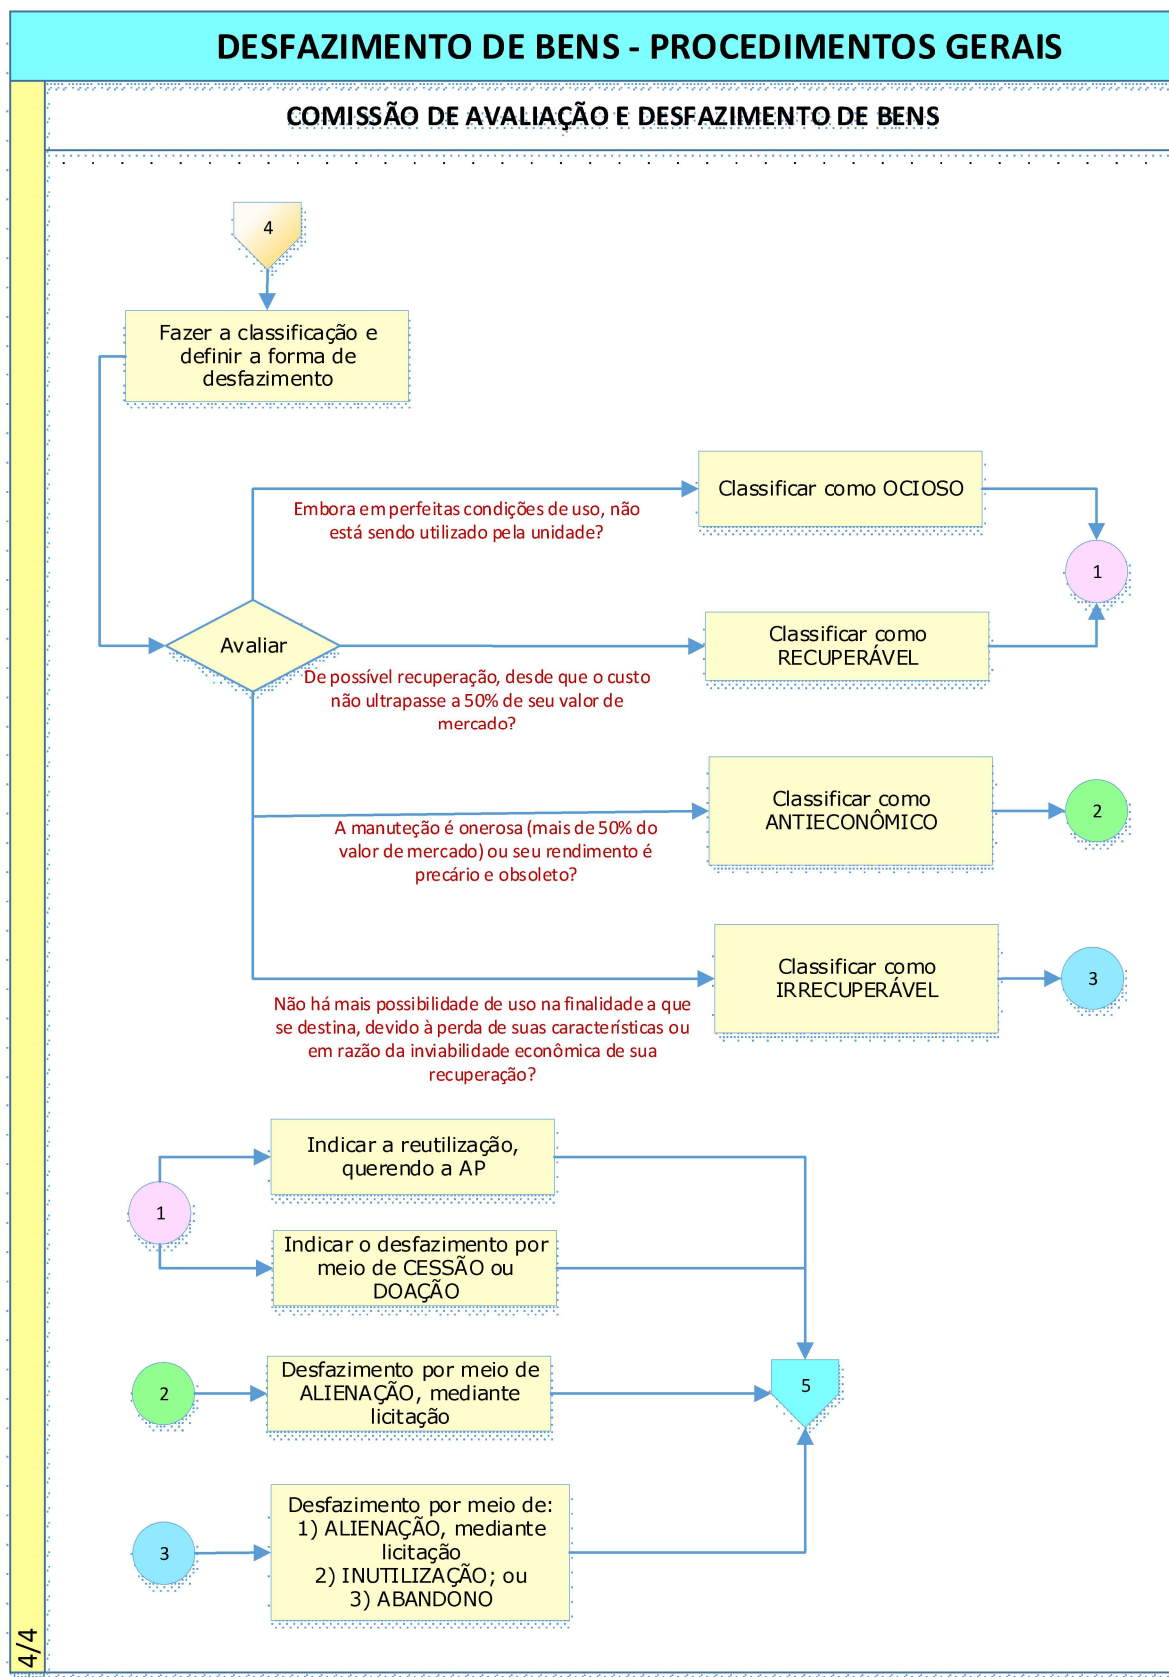 DESFAZIMENTO DE BENS - PROCEDIMENTOS GERAIS
COMISSÃO DE AVALIAÇÃO E DESFAZIMENTO DE BENS
4
Fazer a classificação e
definir a forma de
desfazimento
Classificar como OCIOSO
Embora em perfeitas condições de uso, não
está sendo utilizado pela unidade?
1
Avaliar
Classificar como
RECUPERÁVEL
De possível recuperação, desde que o custo
não ultrapasse a 50% de seu valor de
mercado?
Classificar como
ANTIECONÔMICO
2
A manuteção é onerosa (mais de 50% do
valor de mercado) ou seu rendimento é
precário e obsoleto?
Classificar como
IRRECUPERÁVEL
3
Não há mais possibilidade de uso na finalidade a que
se destina, devido à perda de suas características ou
em razão da inviabilidade econômica de sua
recuperação?
Indicar a reutilização,
querendo a AP
1
Indicar o desfazimento por
meio de CESSÃO ou
DOAÇÃO
2
Desfazimento por meio de
ALIENAÇÃO, mediante
licitação
5
3
Desfazimento por meio de:
1) ALIENAÇÃO, mediante
licitação
2) INUTILIZAÇÃO; ou
3) ABANDONO
4/4